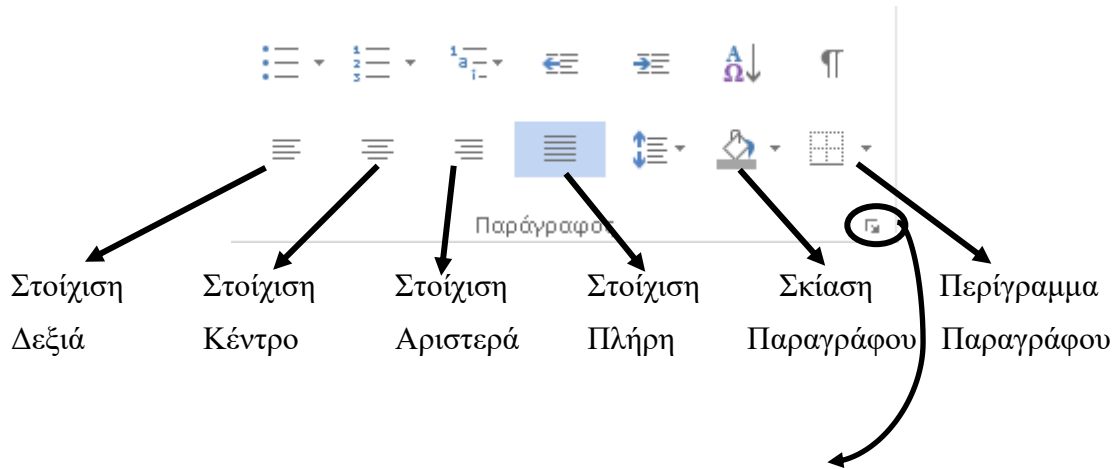 Παράγραφος
Στοίχιση Στοίχιση Στοίχιση Στοίχιση Σκίαση Περίγραμμα
Δεξιά Κέντρο Αριστερά Πλήρη Παραγράφου Παραγράφου